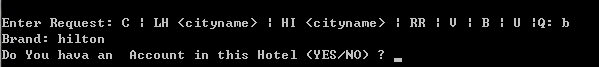 Enter Request: C | LH <cityname> | HI <cityname> | RR | V | B | U |Q: b
Brand: hilton
Do You hava an  Account in this Hotel (YES/NO) ? _